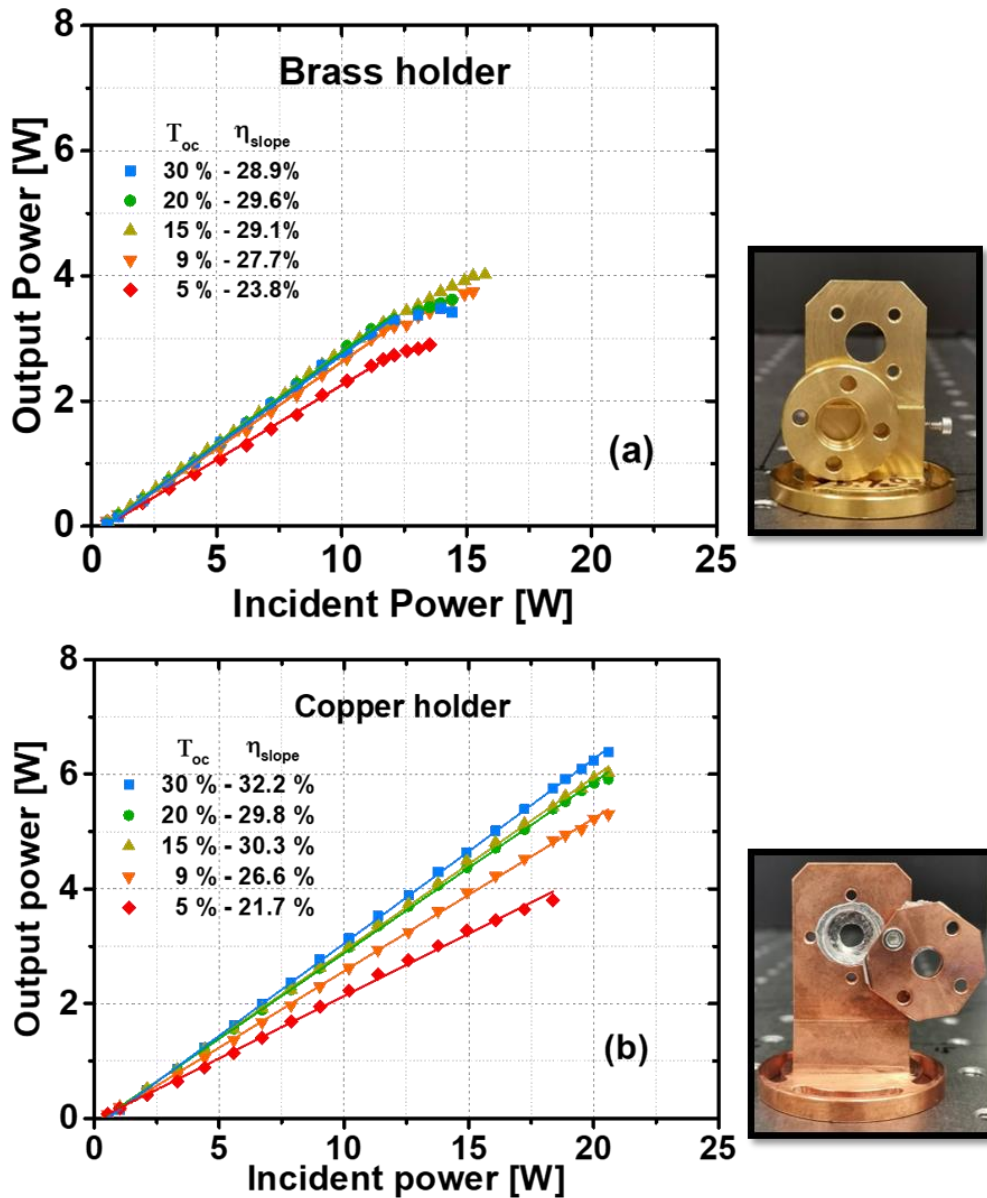 8
6
4
2
0
Output Power [W]
Brass holder
T_oc η_slope
30 % - 28.9%
20 % - 29.6%
15 % - 29.1%
9 % - 27.7%
5 % - 23.8%
(a)
0 5 10 15 20 25
Incident Power [W]
8
6
4
2
0
Output power [W]
Copper holder
T_oc η_slope
30 % - 32.2 %
20 % - 29.8 %
15 % - 30.3 %
9 % - 26.6 %
5 % - 21.7 %
(b)
0 5 10 15 20 25
Incident power [W]